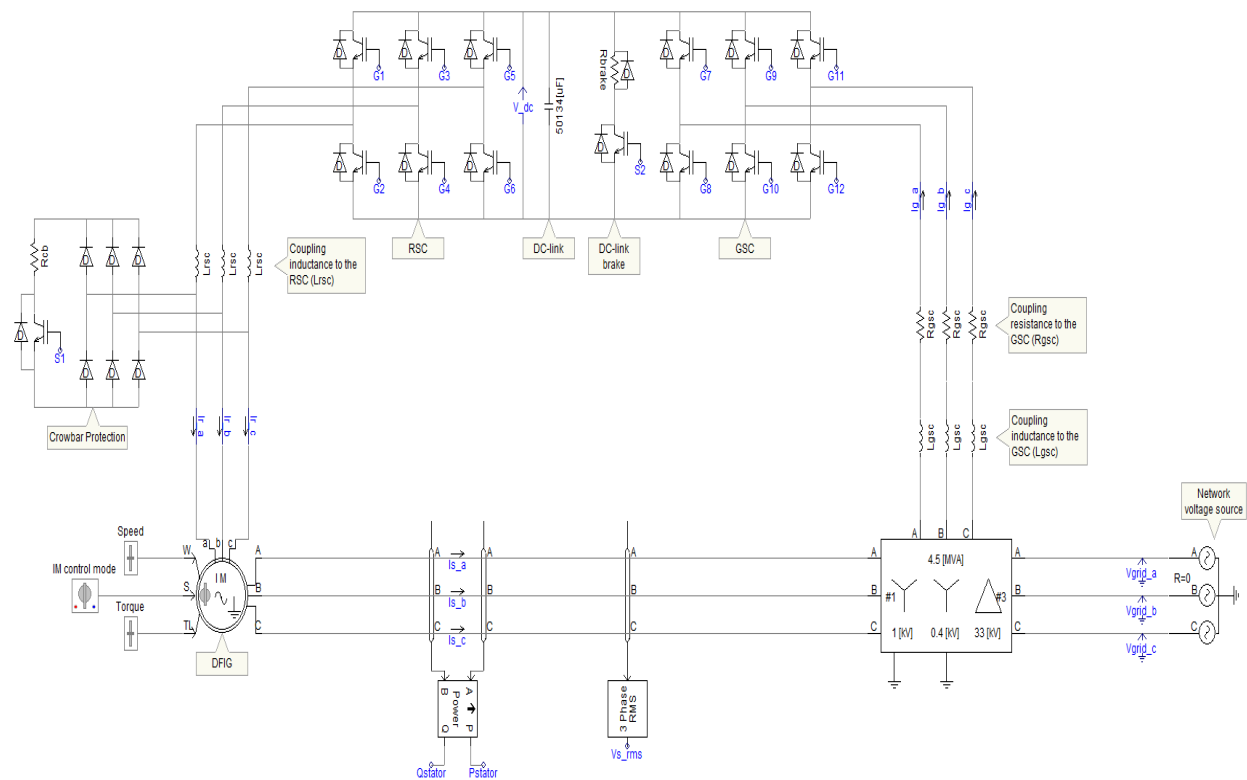 G1
G3
G5
V_dc
50134[uF]
Rbrake
D
S2
G7
G9
G11
G2
G4
G6
G8
G10
G12
RSC
DC-link
DC-link
brake
GSC
Ig_a
Ig_b
Ig_c
Rcb
D
D
D
D
S1
D
D
D
Lrsc
Lrsc
Lrsc
Coupling
inductance to the
RSC (Lrsc)
Rgsc
Rgsc
Rgsc
Coupling
resistance to the
GSC (Rgsc)
Crowbar Protection
Ir_a
Ir_b
Ir_c
Lgsc
Lgsc
Lgsc
Coupling
inductance to the
GSC (Lgsc)
Network
voltage source
Speed
IM control mode
Torque
W
S
TL
a b c
I M
A
B
C
DFIG
A
B
C
Is_a
Is_b
Is_c
A
B
C
A
B
C
A
B
C
A B C
4.5 [MVA]
#1
#3
1 [kV]
0.4 [kV]
33 [kV]
A
B
C
Vgrid_a
Vgrid_b
Vgrid_c
R=0
A
B
C
A
B
Power
P
Q
Qstator
Pstator
3 Phase
RMS
Vs_rms